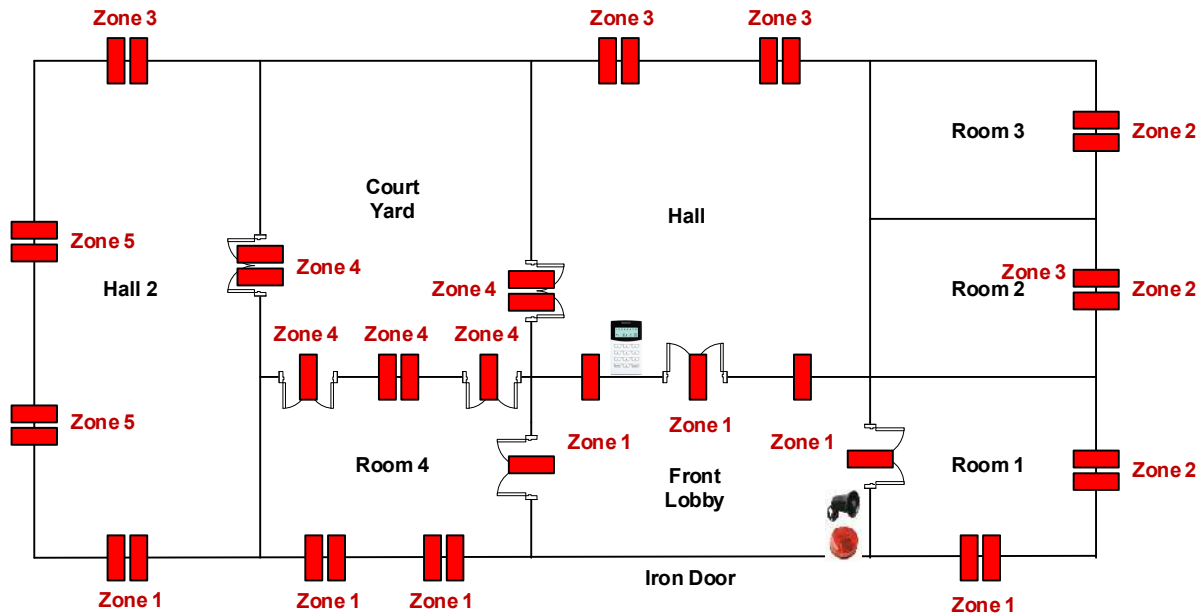 Zone 3
Zone 3
Zone 3
Room 3
Zone 2
Court
Yard
Hall
Zone 5
Zone 4
Hall 2
Zone 4
Zone 3
Room 2
Zone 2
Zone 4
Zone 4
Zone 4
Zone 5
Zone 1
Zone 1
Zone 1
Room 4
Front
Lobby
Room 1
Zone 2
Iron Door
Zone 1
Zone 1
Zone 1
Zone 1